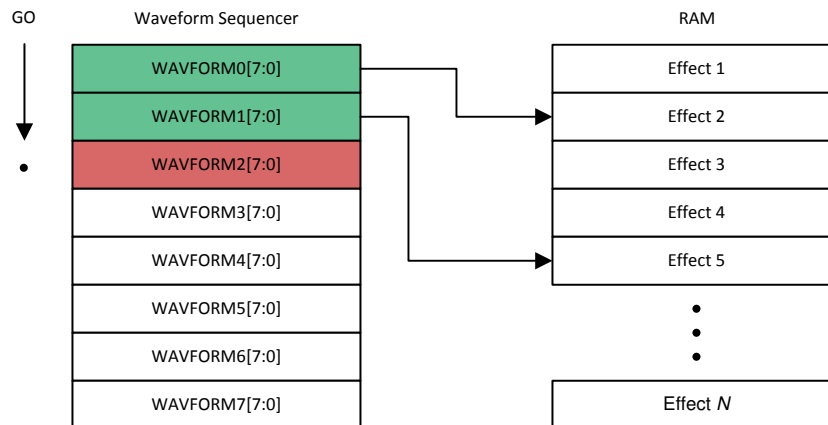 GO
Waveform Sequencer
RAM
WAVFORM0[7:0]
WAVFORM1[7:0]
WAVFORM2[7:0]
WAVFORM3[7:0]
WAVFORM4[7:0]
WAVFORM5[7:0]
WAVFORM6[7:0]
WAVFORM7[7:0]
Effect 1
Effect 2
Effect 3
Effect 4
Effect 5
Effect N